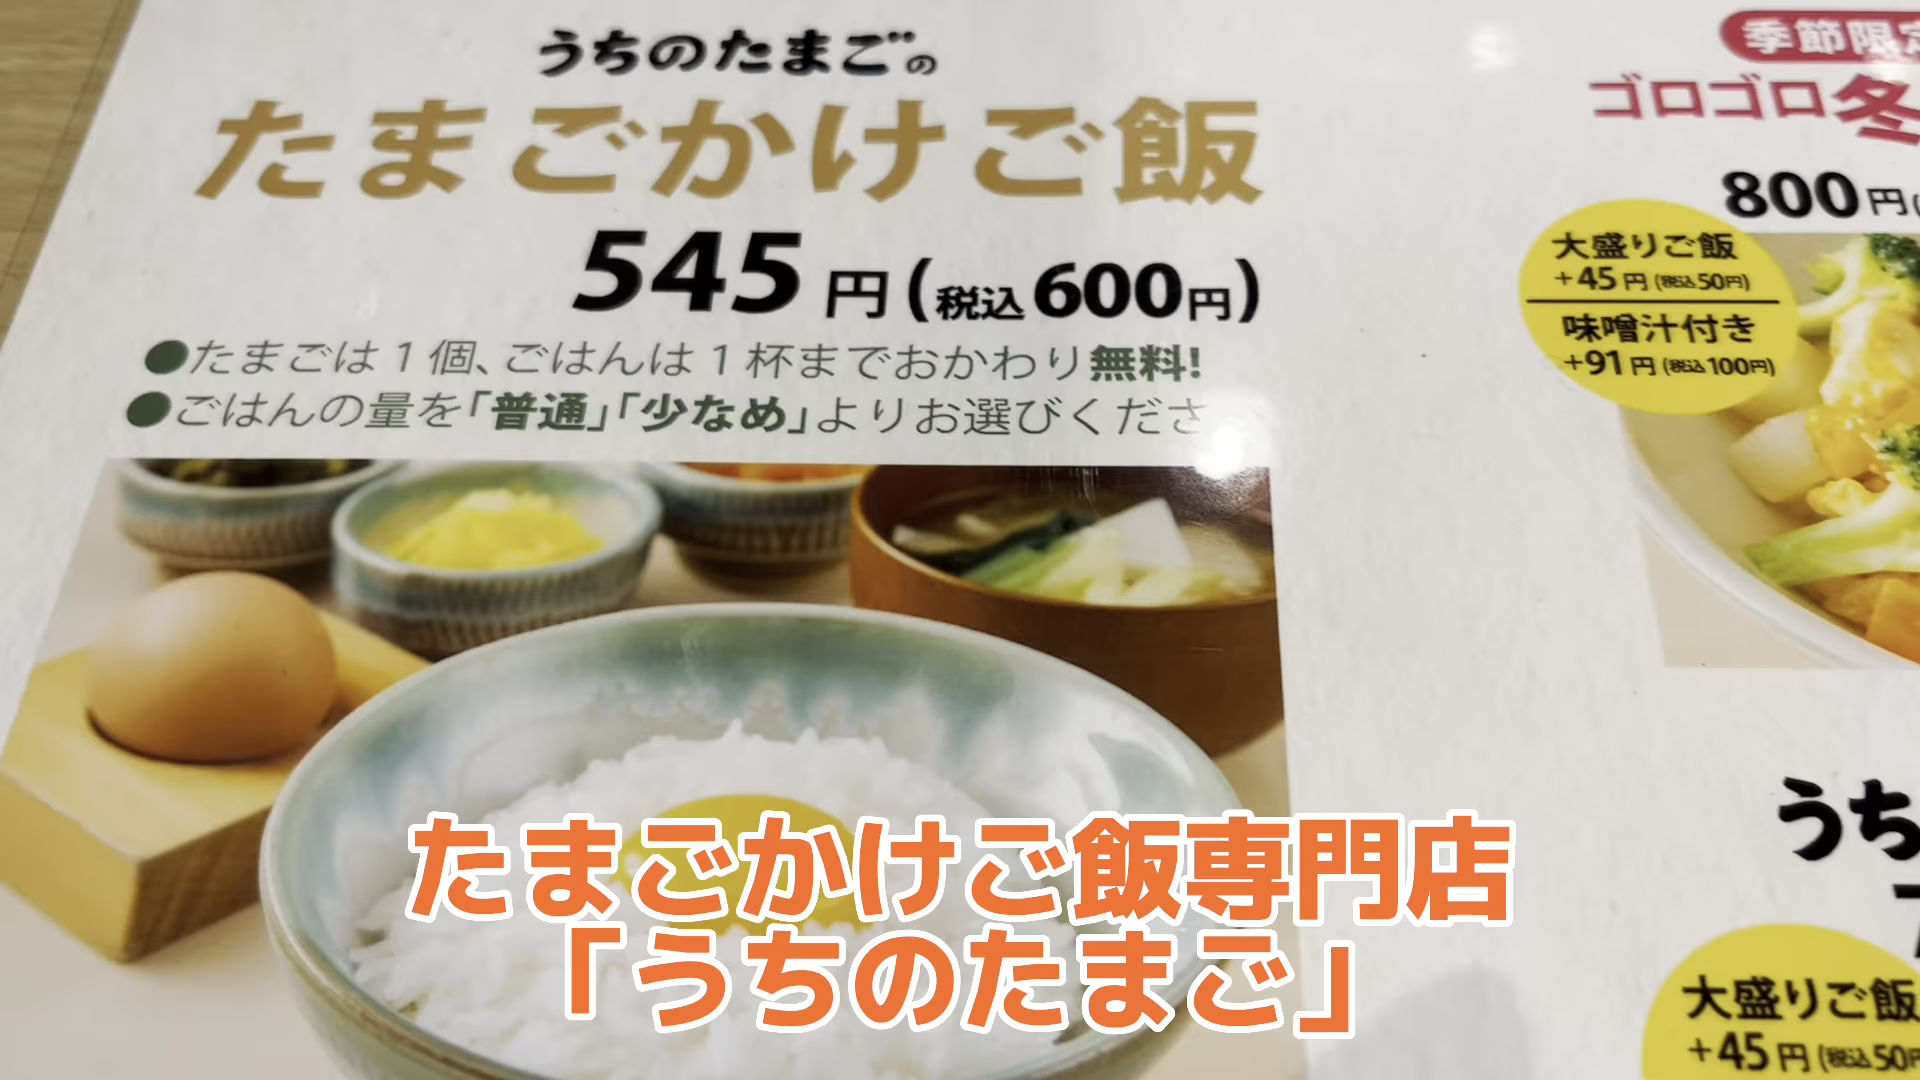 うちのたまごの
たまごかけご飯
545円(税込600円)
●たまごは1個、ごはんは1杯までおかわり無料!
●ごはんの量を「普通」「少なめ」よりお選びくださ
季節限定
ゴロゴロ冬
800円(
大盛りご飯
+45円(税込50円)
味噌汁付き
+91円(税込100円)
うち
大盛りご飯
+45円(税込50円
たまごかけご飯専門店
「うちのたまご」